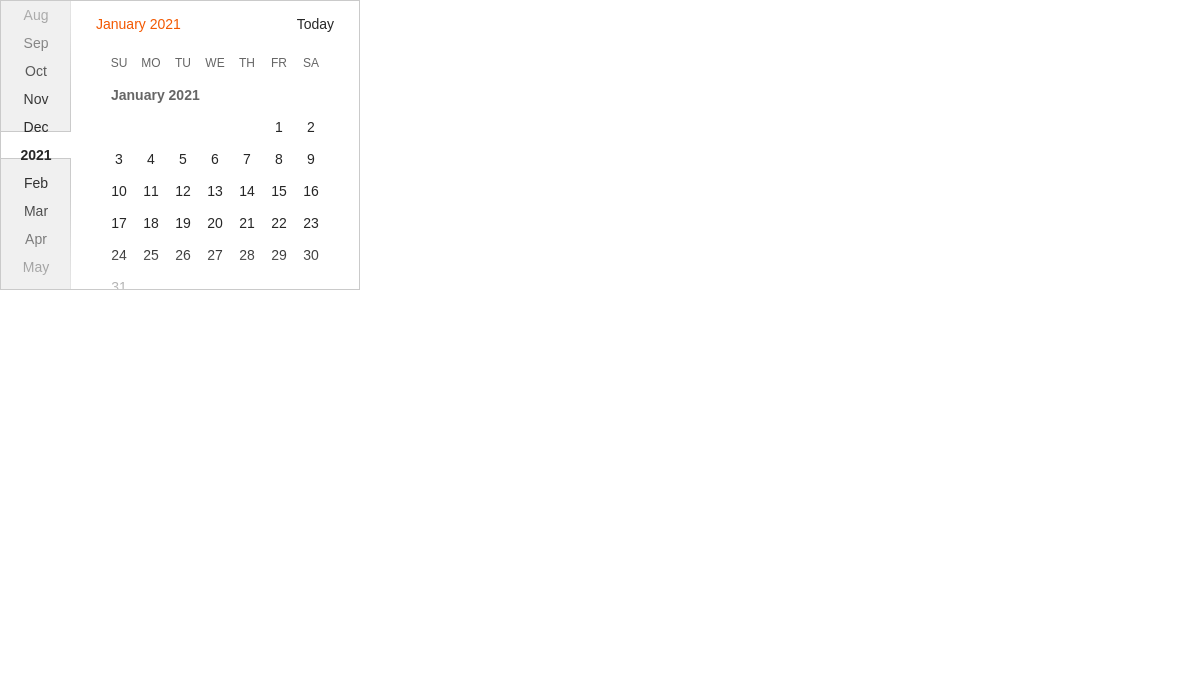 Aug
Sep
Oct
Nov
Dec
2021
Feb
Mar
Apr
May
January 2021 Today
SU MO TU WE TH FR SA
January 2021
1 2
3 4 5 6 7 8 9
10 11 12 13 14 15 16
17 18 19 20 21 22 23
24 25 26 27 28 29 30
31